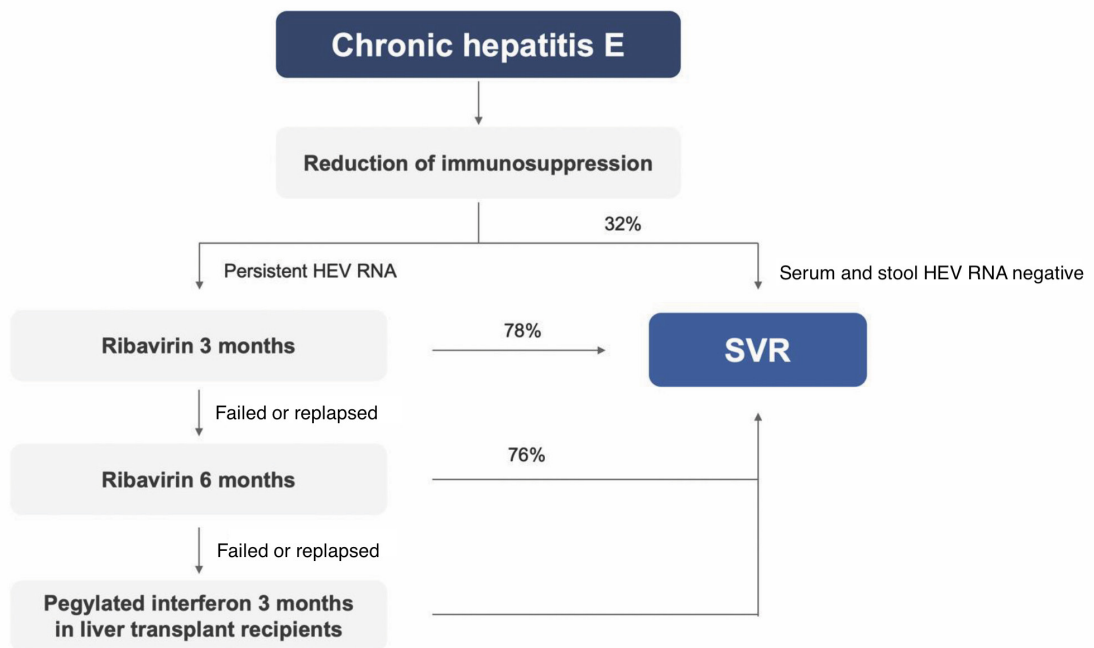 Chronic hepatitis E
Reduction of immunosuppression
32%
Persistent HEV RNA
Serum and stool HEV RNA negative
Ribavirin 3 months
78%
SVR
Failed or replapsed
Ribavirin 6 months
76%
Failed or replapsed
Pegylated interferon 3 months
in liver transplant recipients